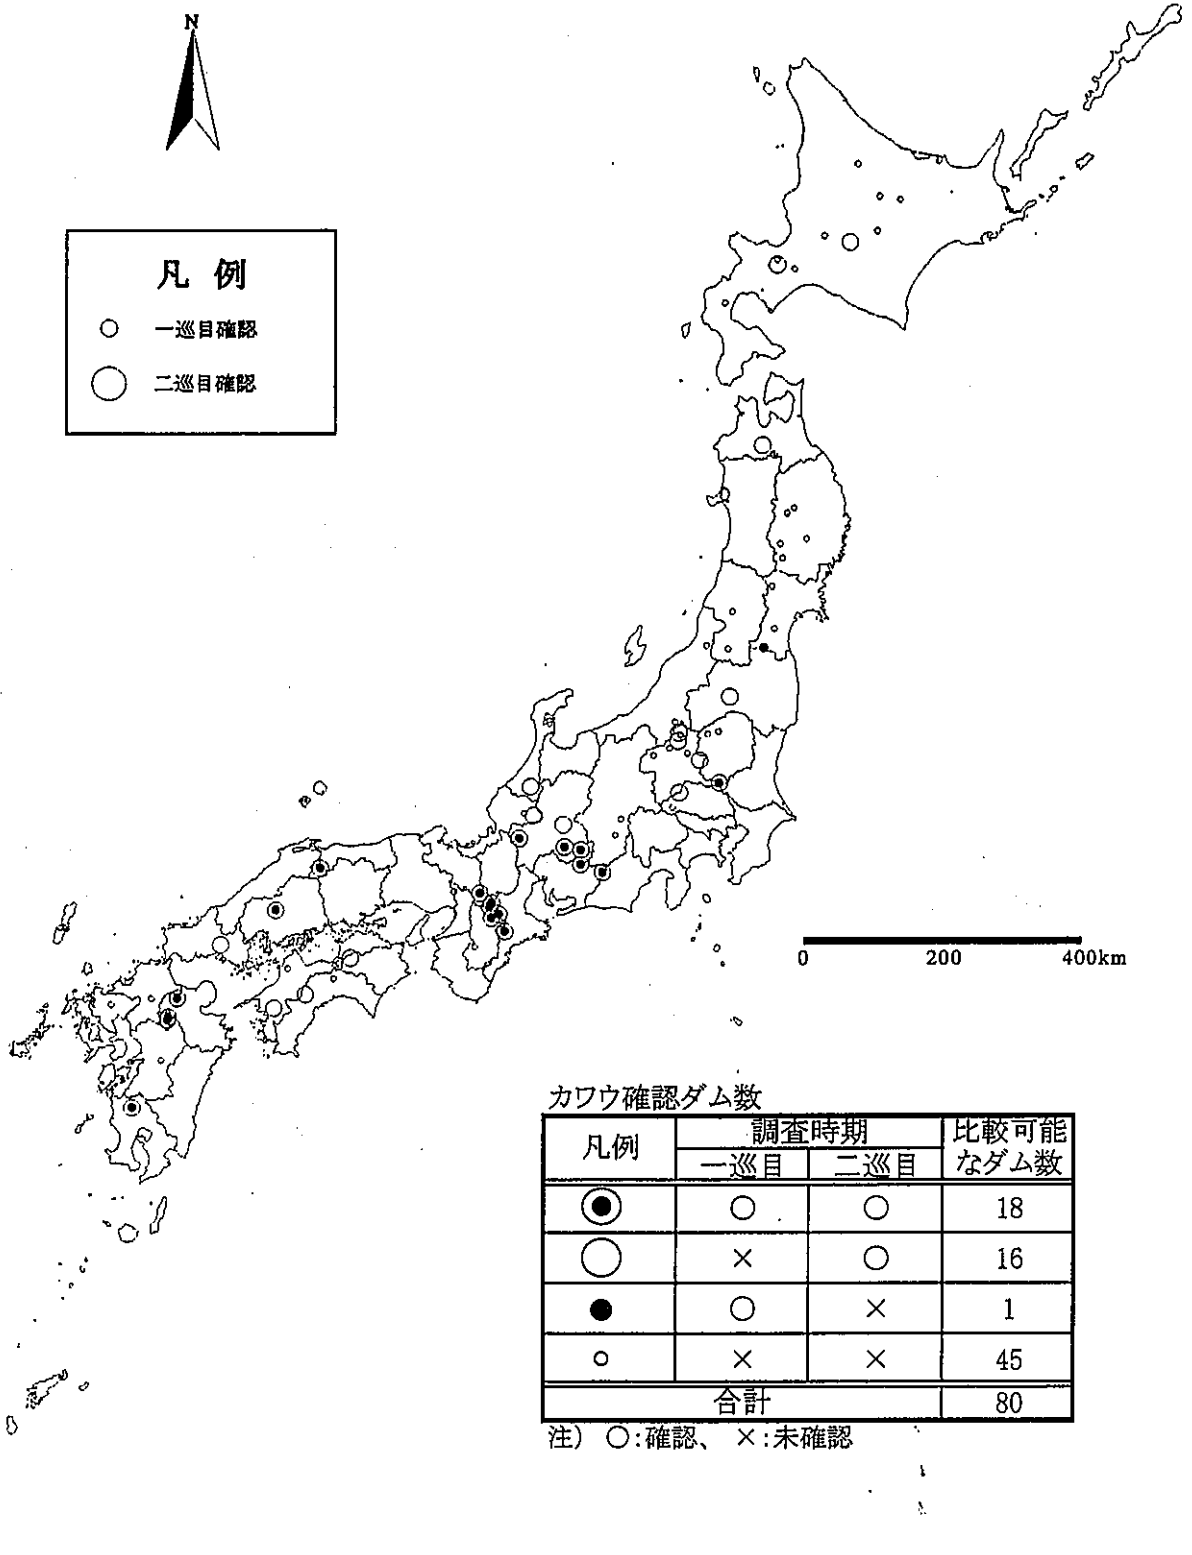 N
凡 例
一巡目確認
二巡目確認
0 200 400km
カワウ確認ダム数
凡例 調査時期 比較可能なダム数
一巡目 二巡目
○ ○ 18
× ○ 16
○ × 1
× × 45
合計 80
注) ○:確認、 ×:未確認